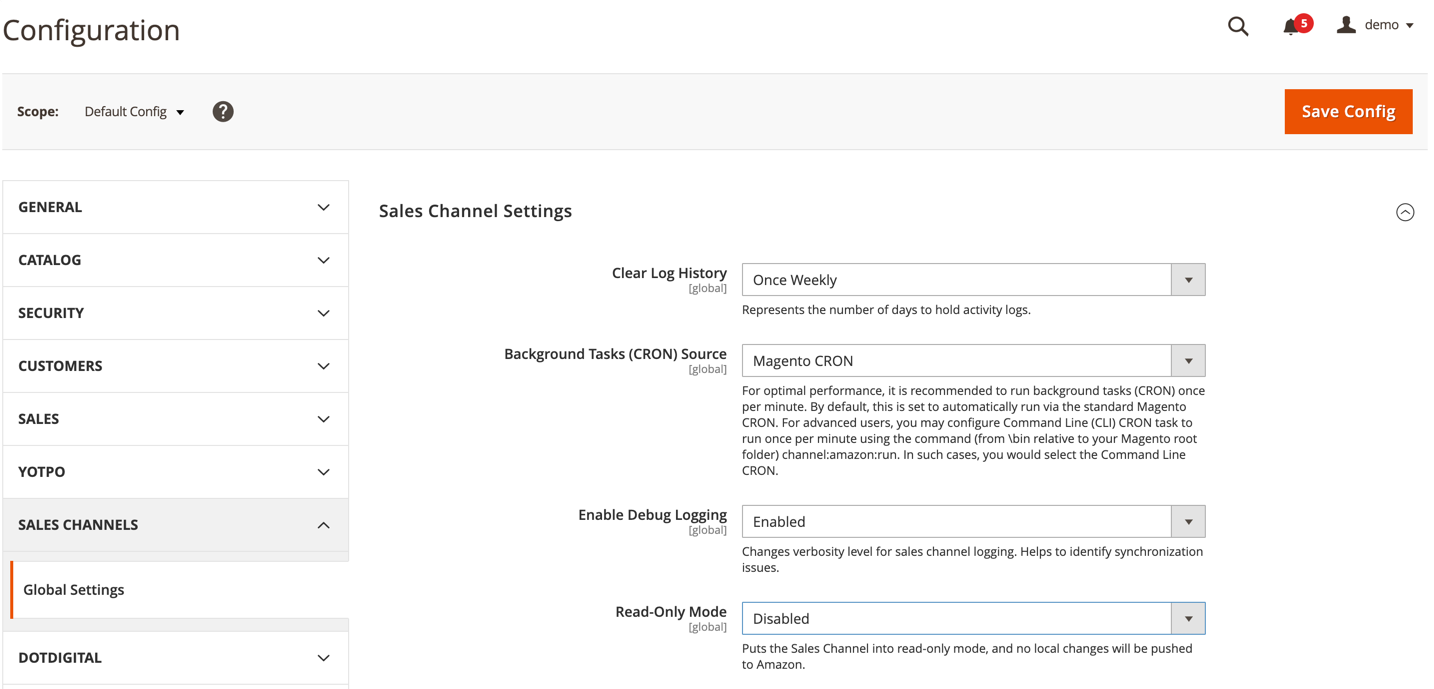 Configuration
5
demo
Scope:
Default Config
?
Save Config
GENERAL
CATALOG
SECURITY
CUSTOMERS
SALES
YOTPO
SALES CHANNELS
Global Settings
DOTDIGITAL
Sales Channel Settings
Clear Log History
[global]
Once Weekly
Represents the number of days to hold activity logs.
Background Tasks (CRON) Source
[global]
Magento CRON
For optimal performance, it is recommended to run background tasks (CRON) once
per minute. By default, this is set to automatically run via the standard Magento
CRON. For advanced users, you may configure Command Line (CLI) CRON task to
run once per minute using the command (from \bin relative to your Magento root
folder) channel:amazon:run. In such cases, you would select the Command Line
CRON.
Enable Debug Logging
[global]
Enabled
Changes verbosity level for sales channel logging. Helps to identify synchronization
issues.
Read-Only Mode
[global]
Disabled
Puts the Sales Channel into read-only mode, and no local changes will be pushed
to Amazon.